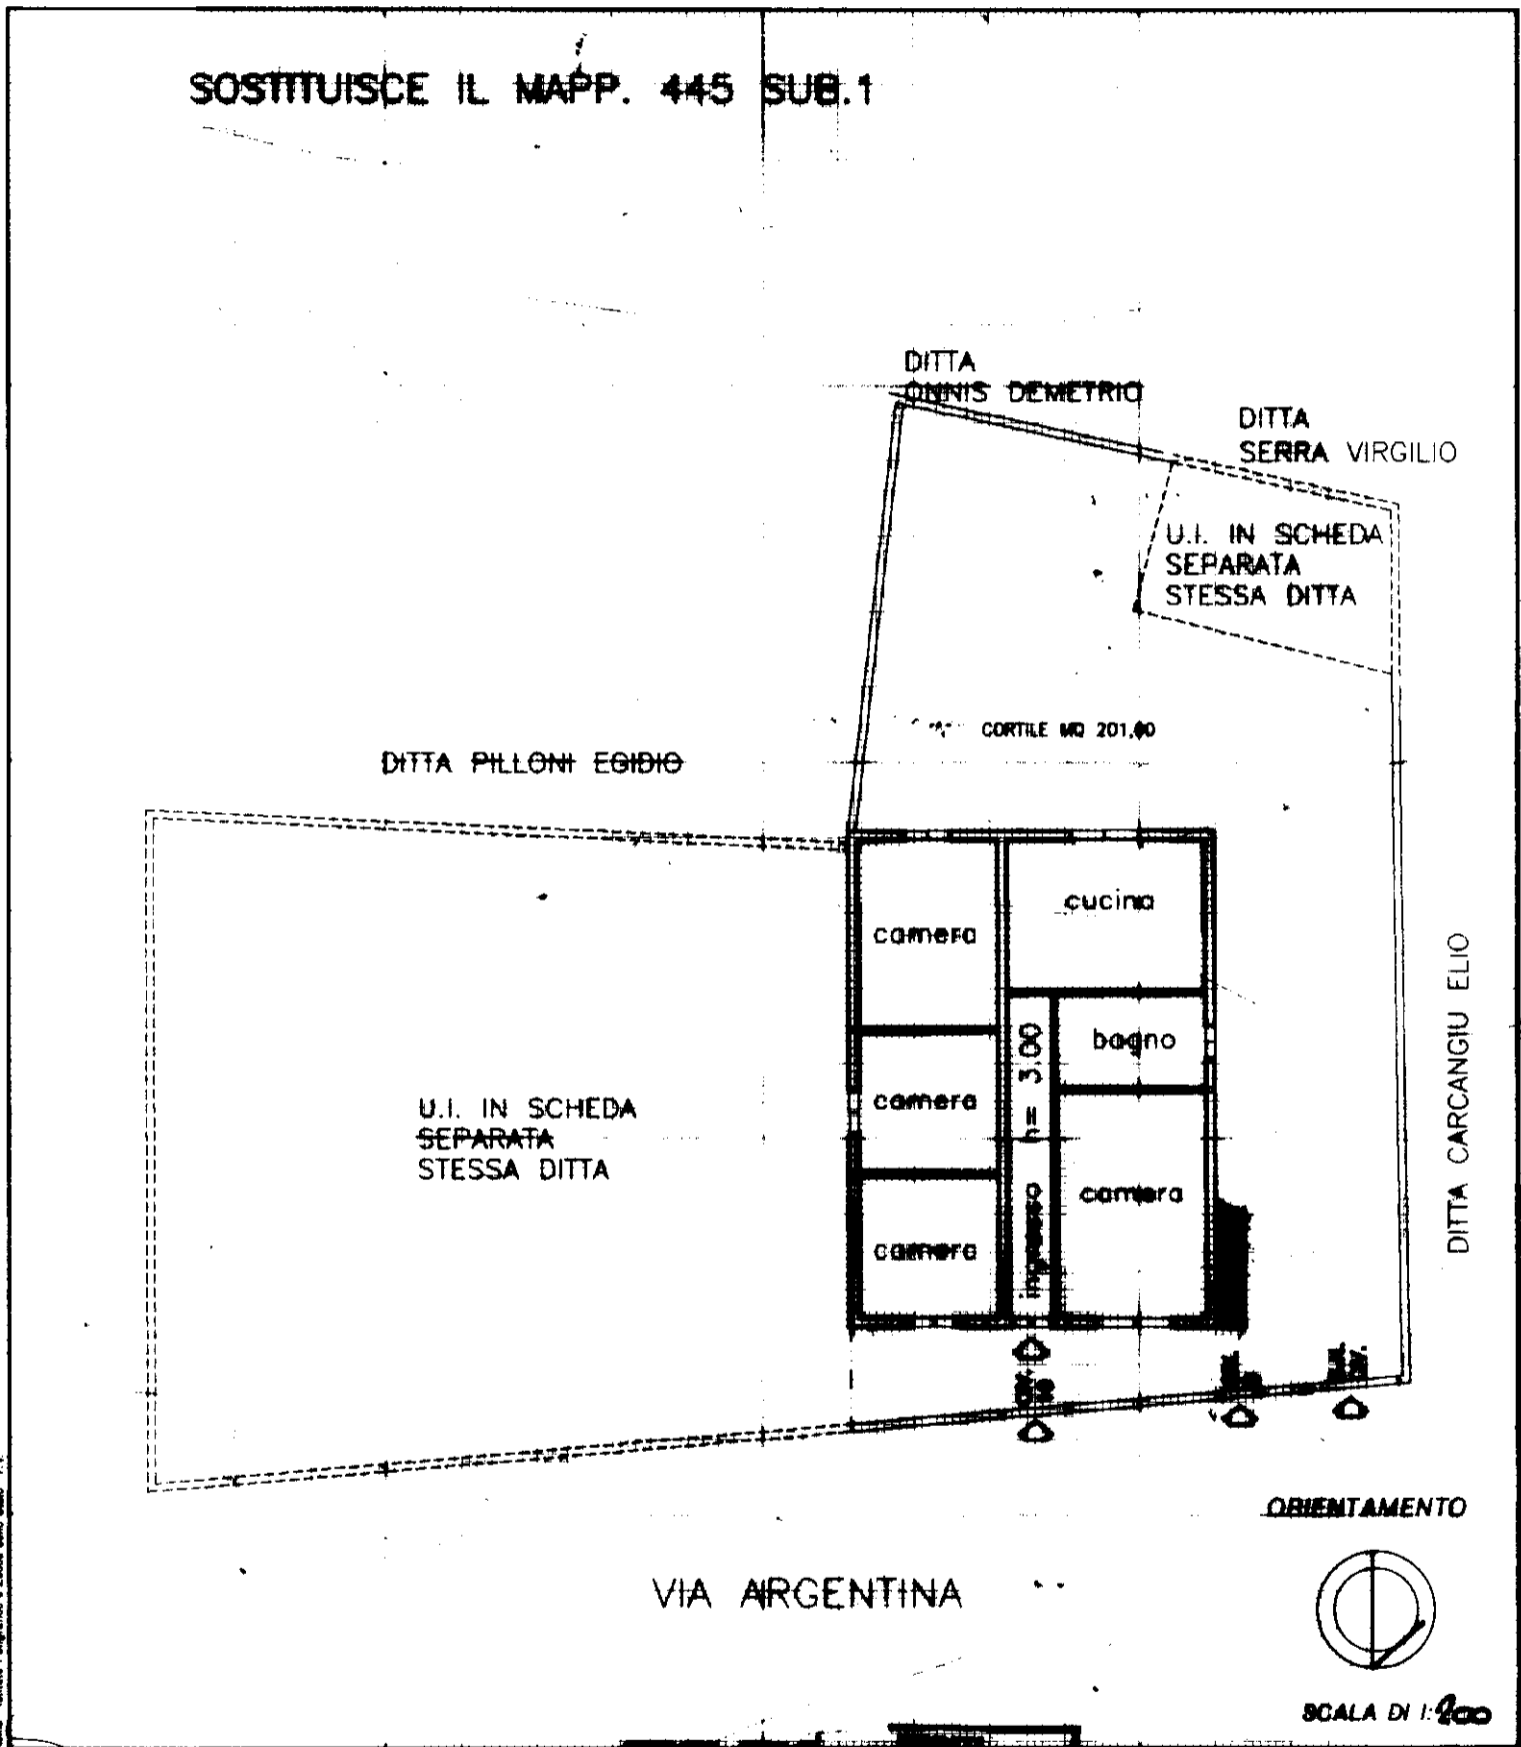 SOSTITUISCE IL MAPP. 445 SUB.1
DITTA
ONNIS DEMETRIO
DITTA
SERRA VIRGILIO
U.I. IN SCHEDA
SEPARATA
STESSA DITTA
CORTILE MQ 201,00
DITTA PILLONI EGIDIO
cucina
camera
bagno
camera
ingresso h= 3.00
camera
camera
U.I. IN SCHEDA
SEPARATA
STESSA DITTA
DITTA CARCANGIU ELIO
CIV.
ORIENTAMENTO
VIA ARGENTINA
SCALA DI 1:200